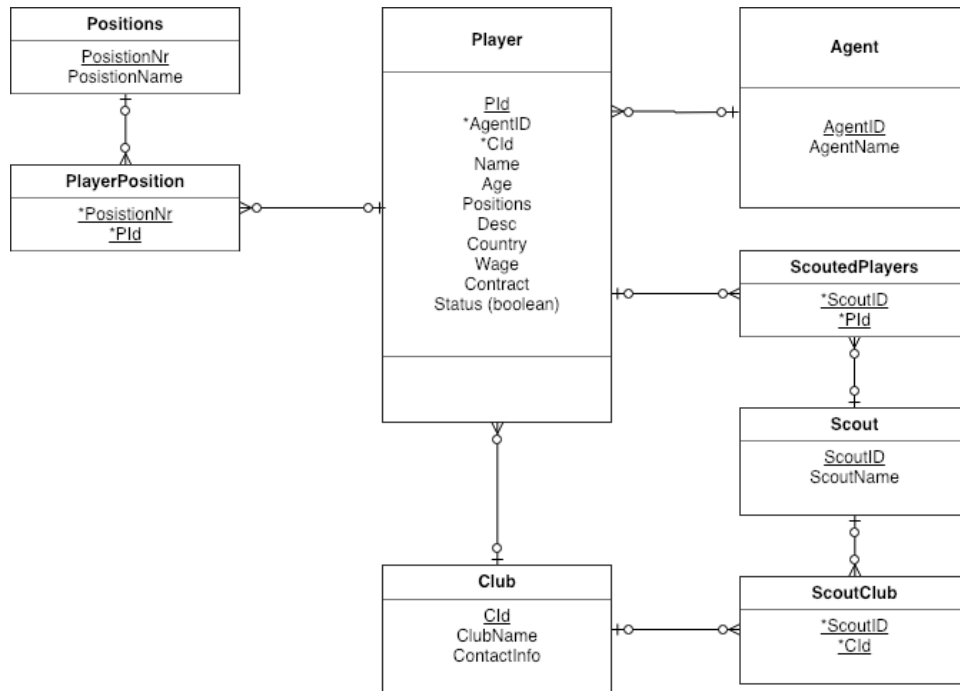 Positions
PosistionNr
PosistionName
PlayerPosition
*PosistionNr
*PId
Player
PId
*AgentID
*CId
Name
Age
Positions
Desc
Country
Wage
Contract
Status (boolean)
Agent
AgentID
AgentName
ScoutedPlayers
*ScoutID
*PId
Scout
ScoutID
ScoutName
Club
CId
ClubName
ContactInfo
ScoutClub
*ScoutID
*CId